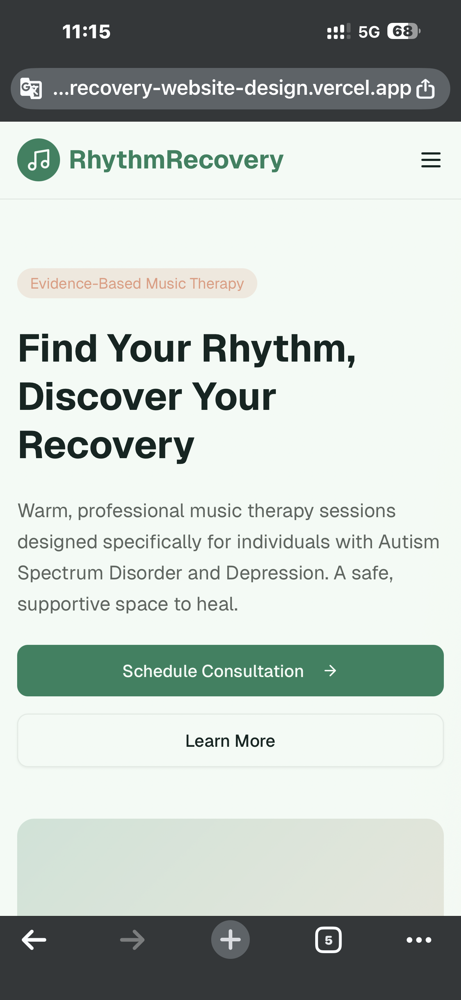 11:15
5G 68
...recovery-website-design.vercel.app
RhythmRecovery
Evidence-Based Music Therapy
Find Your Rhythm,
Discover Your
Recovery
Warm, professional music therapy sessions
designed specifically for individuals with Autism
Spectrum Disorder and Depression. A safe,
supportive space to heal.
Schedule Consultation →
Learn More
5